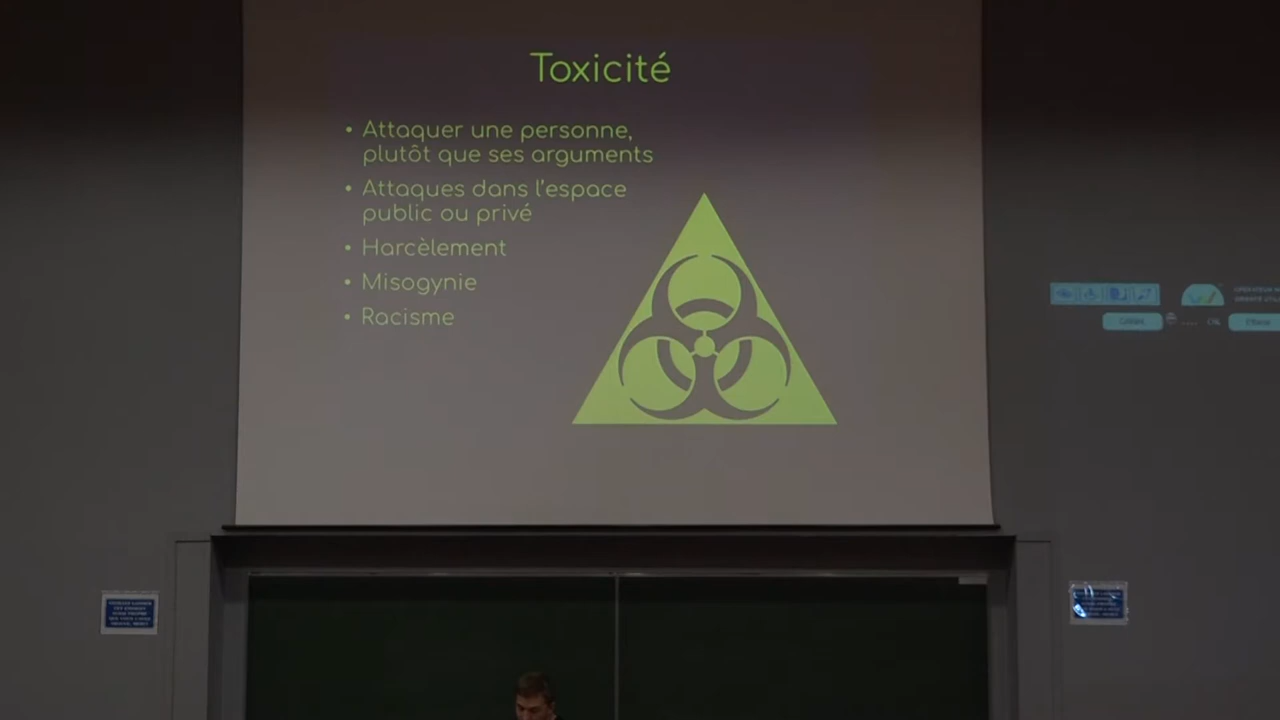 Toxicité
• Attaquer une personne,
plutôt que ses arguments
• Attaques dans l'espace
public ou privé
• Harcèlement
• Misogynie
• Racisme